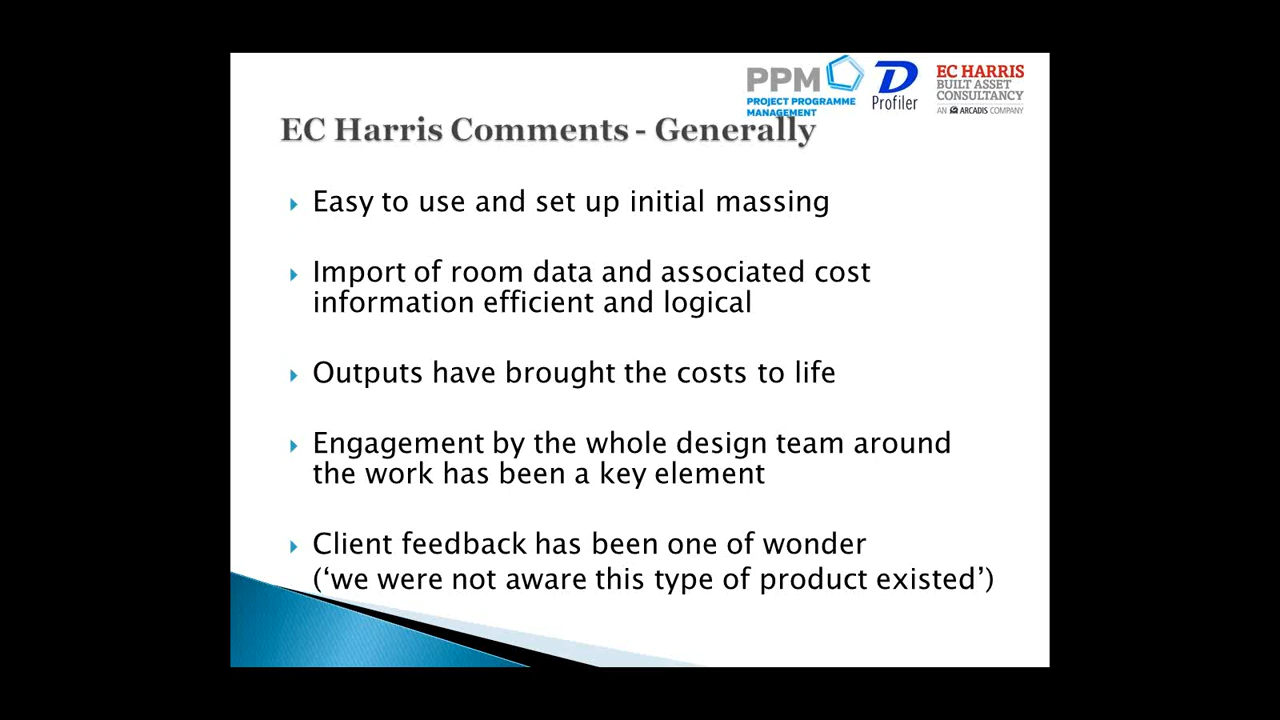 PPM
PROJECT PROGRAMME
MANAGEMENT
D
Profiler
EC HARRIS
BUILT ASSET
CONSULTANCY
AN ARCADIS COMPANY
EC Harris Comments - Generally
Easy to use and set up initial massing
Import of room data and associated cost
information efficient and logical
Outputs have brought the costs to life
Engagement by the whole design team around
the work has been a key element
Client feedback has been one of wonder
(‘we were not aware this type of product existed’)